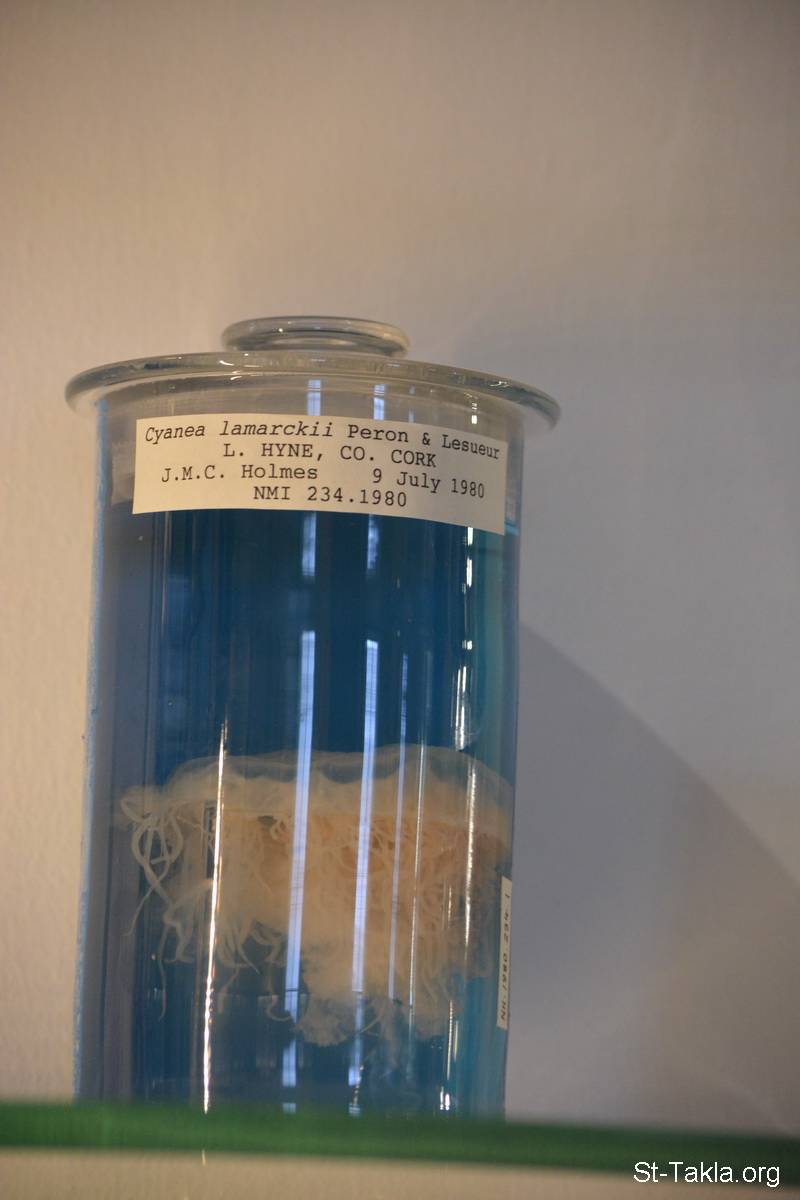 Cyanea lamarckii Peron & Lesueur
L. HYNE, CO. CORK
J.M.C. Holmes 9 July 1980
NMI 234.1980
St-Takla.org